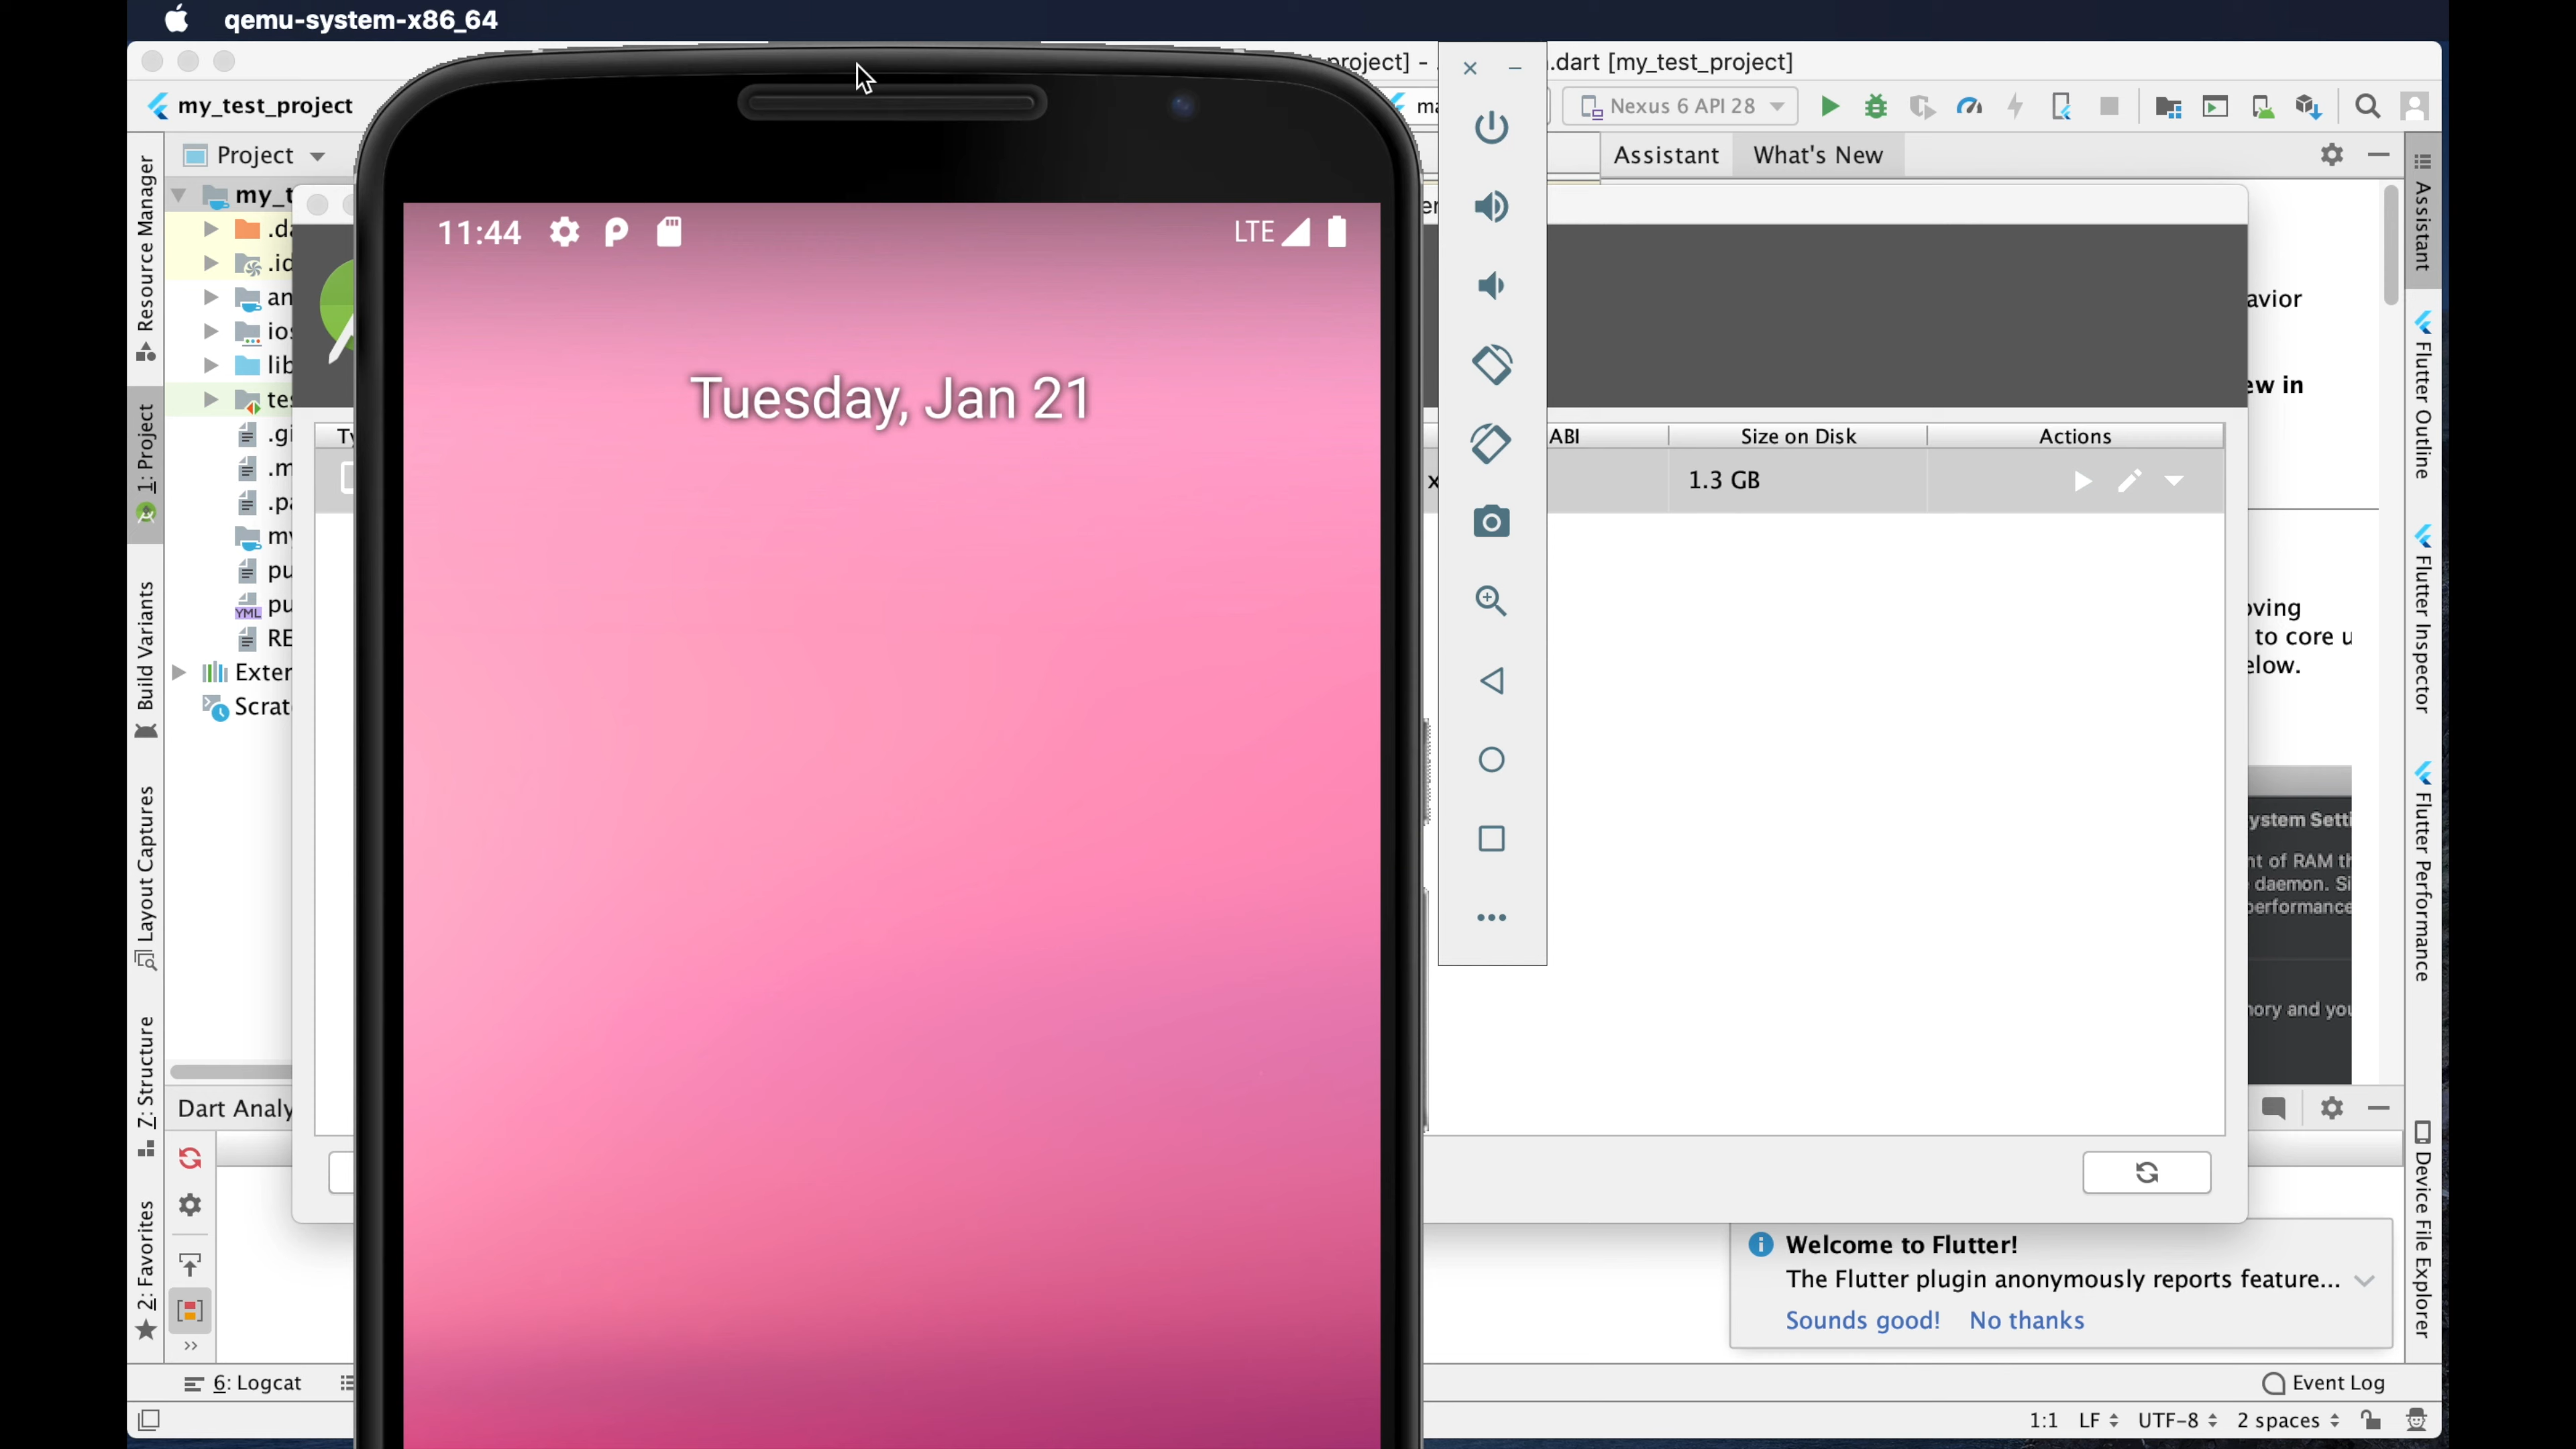 qemu-system-x86_64
project] - 
.dart [my_test_project]
my_test_project
Nexus 6 API 28
Project
Assistant
What's New
my_t
.da
.id
an
ios
lib
tes
.gi
.m
.pa
my
pu
YML pu
RE
Exter
Scrat
Resource Manager
1: Project
Build Variants
Layout Captures
Z: Structure
2: Favorites
11:44
LTE
Tuesday, Jan 21
ABI
Size on Disk
Actions
1.3 GB
avior
ew in
oving
to core u
elow.
ystem Setti
nt of RAM th
daemon. Si
performance
ory and you
Assistant
Flutter Outline
Flutter Inspector
Flutter Performance
Device File Explorer
Dart Analy
Welcome to Flutter!
The Flutter plugin anonymously reports feature...
Sounds good! No thanks
6: Logcat
Event Log
1:1 LF UTF-8 2 spaces